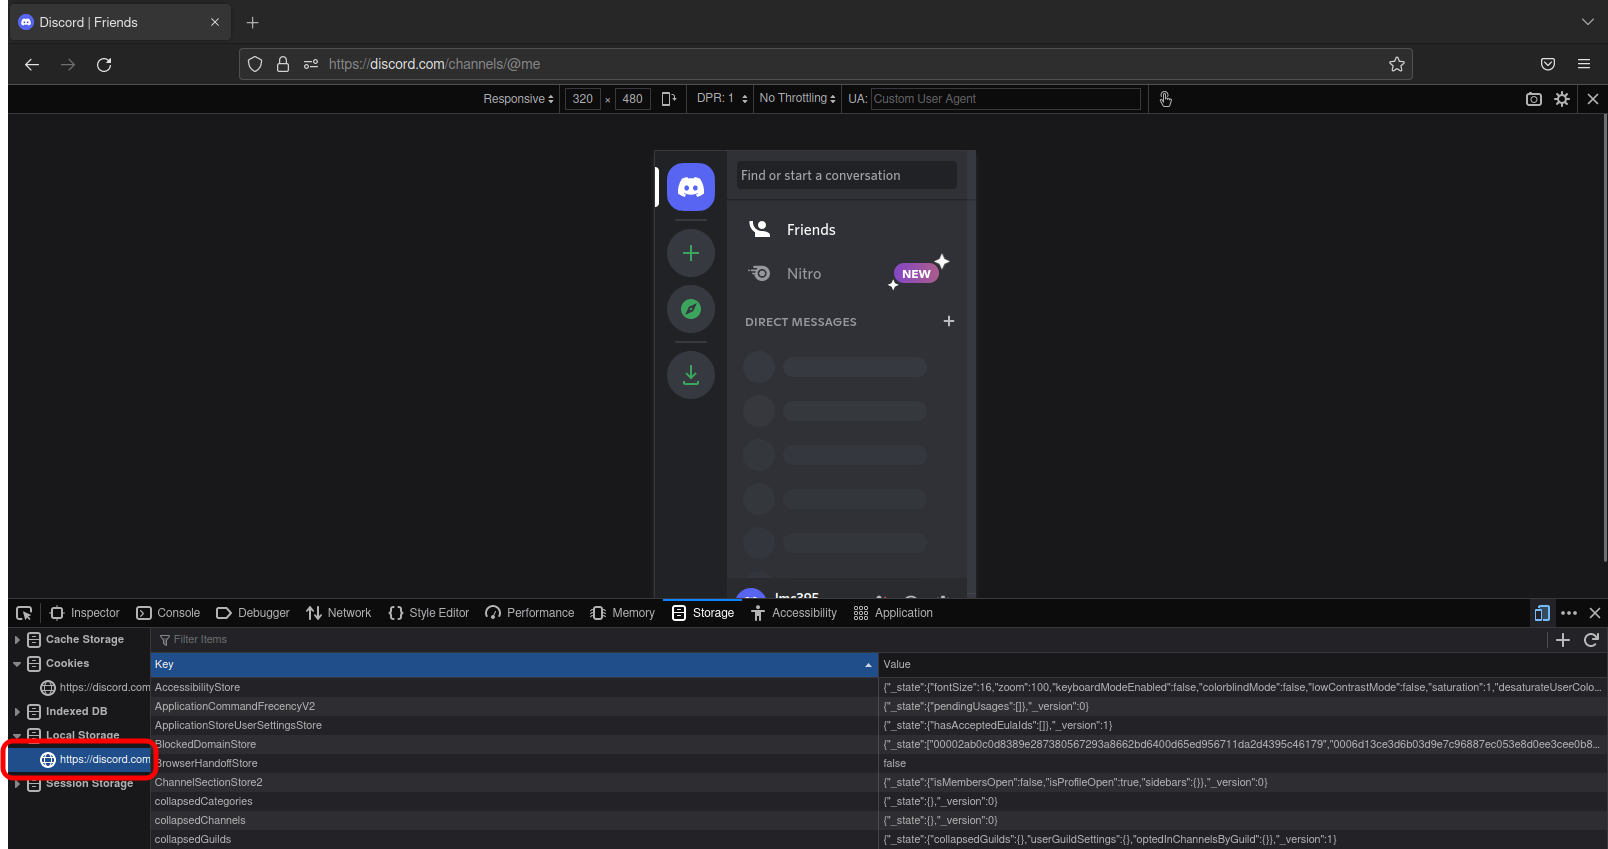 Discord | Friends
https://discord.com/channels/@me
Responsive 320 × 480 DPR: 1 No Throttling UA: Custom User Agent
Find or start a conversation
Friends
Nitro NEW
DIRECT MESSAGES
lms395
Inspector Console Debugger Network Style Editor Performance Memory Storage Accessibility Application
Cache Storage
Cookies
https://discord.com
Indexed DB
Local Storage
https://discord.com
Session Storage
Filter Items
Key Value
AccessibilityStore {"_state":{"fontSize":16,"zoom":100,"keyboardModeEnabled":false,"colorblindMode":false,"lowContrastMode":false,"saturation":1,"desaturateUserColo...
ApplicationCommandFrecencyV2 {"_state":{"pendingUsages":[]},"_version":0}
ApplicationStoreUserSettingsStore {"_state":{"hasAcceptedEulaIds":[]},"_version":1}
BlockedDomainStore {"_state":["00002ab0c0d8389e287380567293a8662bd6400d65ed956711da2d4395c46179","0006d13ce3d6b03d9e7c96887ec053e8d0ee3cee0b8...
BrowserHandoffStore false
ChannelSectionStore2 {"_state":{"isMembersOpen":false,"isProfileOpen":true,"sidebars":{}},"_version":0}
collapsedCategories {"_state":{},"_version":0}
collapsedChannels {"_state":{},"_version":0}
collapsedGuilds {"_state":{"collapsedGuilds":{},"userGuildSettings":{},"optedInChannelsByGuild":{}},"_version":1}